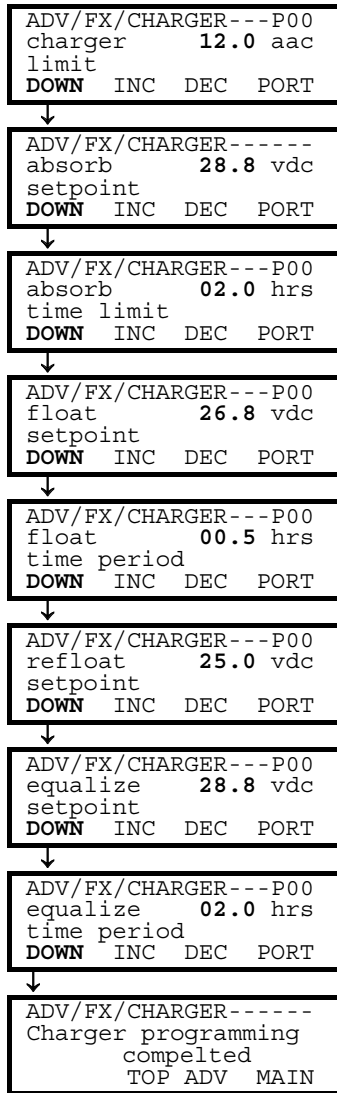 ADV/FX/CHARGER---P00
charger 12.0 aac
limit
DOWN INC DEC PORT
↓
ADV/FX/CHARGER------
absorb 28.8 vdc
setpoint
DOWN INC DEC PORT
↓
ADV/FX/CHARGER---P00
absorb 02.0 hrs
time limit
DOWN INC DEC PORT
↓
ADV/FX/CHARGER---P00
float 26.8 vdc
setpoint
DOWN INC DEC PORT
↓
ADV/FX/CHARGER---P00
float 00.5 hrs
time period
DOWN INC DEC PORT
↓
ADV/FX/CHARGER---P00
refloat 25.0 vdc
setpoint
DOWN INC DEC PORT
↓
ADV/FX/CHARGER---P00
equalize 28.8 vdc
setpoint
DOWN INC DEC PORT
↓
ADV/FX/CHARGER---P00
equalize 02.0 hrs
time period
DOWN INC DEC PORT
↓
ADV/FX/CHARGER------
Charger programming
compelted
TOP ADV MAIN